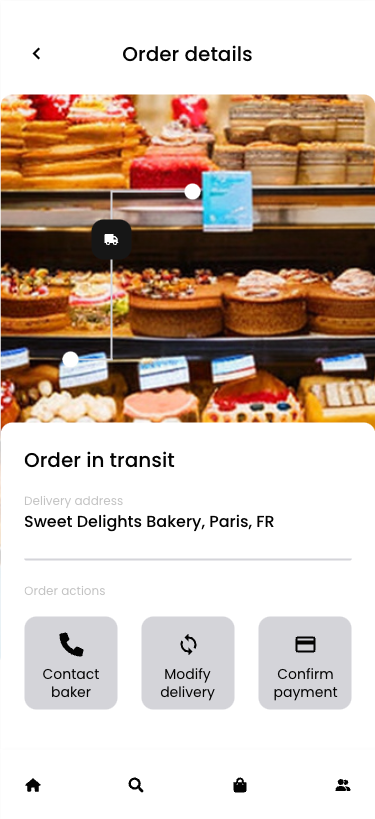 Order details
Order in transit
Delivery address
Sweet Delights Bakery, Paris, FR
Order actions
Contact
baker
Modify
delivery
Confirm
payment